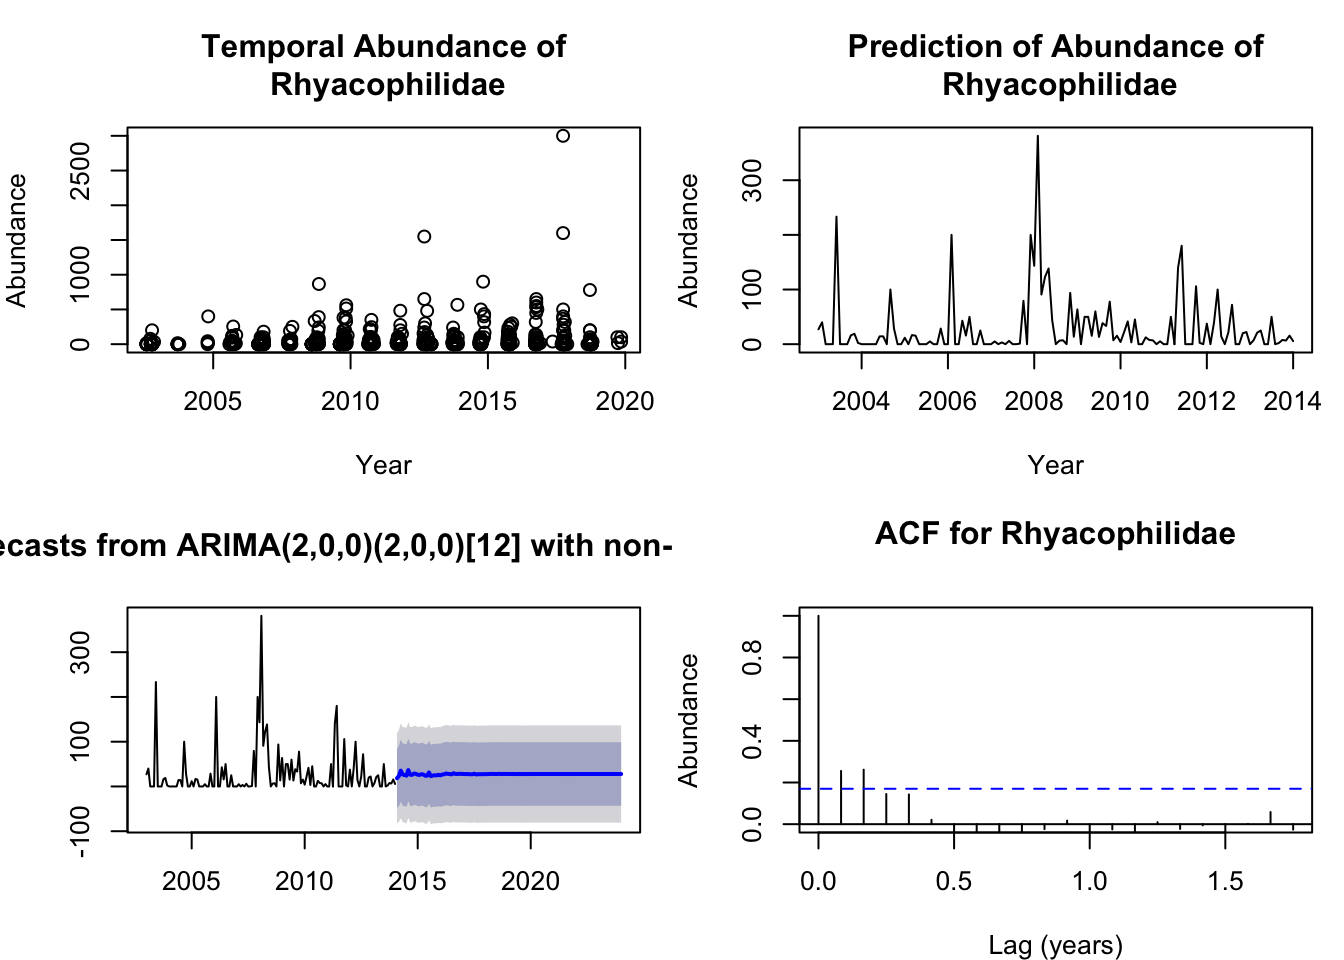 Temporal Abundance of
Rhyacophilidae
Abundance
0 1000 2500
2005 2010 2015 2020
Year
Prediction of Abundance of
Rhyacophilidae
Abundance
0 100 300
2004 2006 2008 2010 2012 2014
Year
ecasts from ARIMA(2,0,0)(2,0,0)[12] with non-
-100 100 300
2005 2010 2015 2020
ACF for Rhyacophilidae
Abundance
0.0 0.4 0.8
0.0 0.5 1.0 1.5
Lag (years)